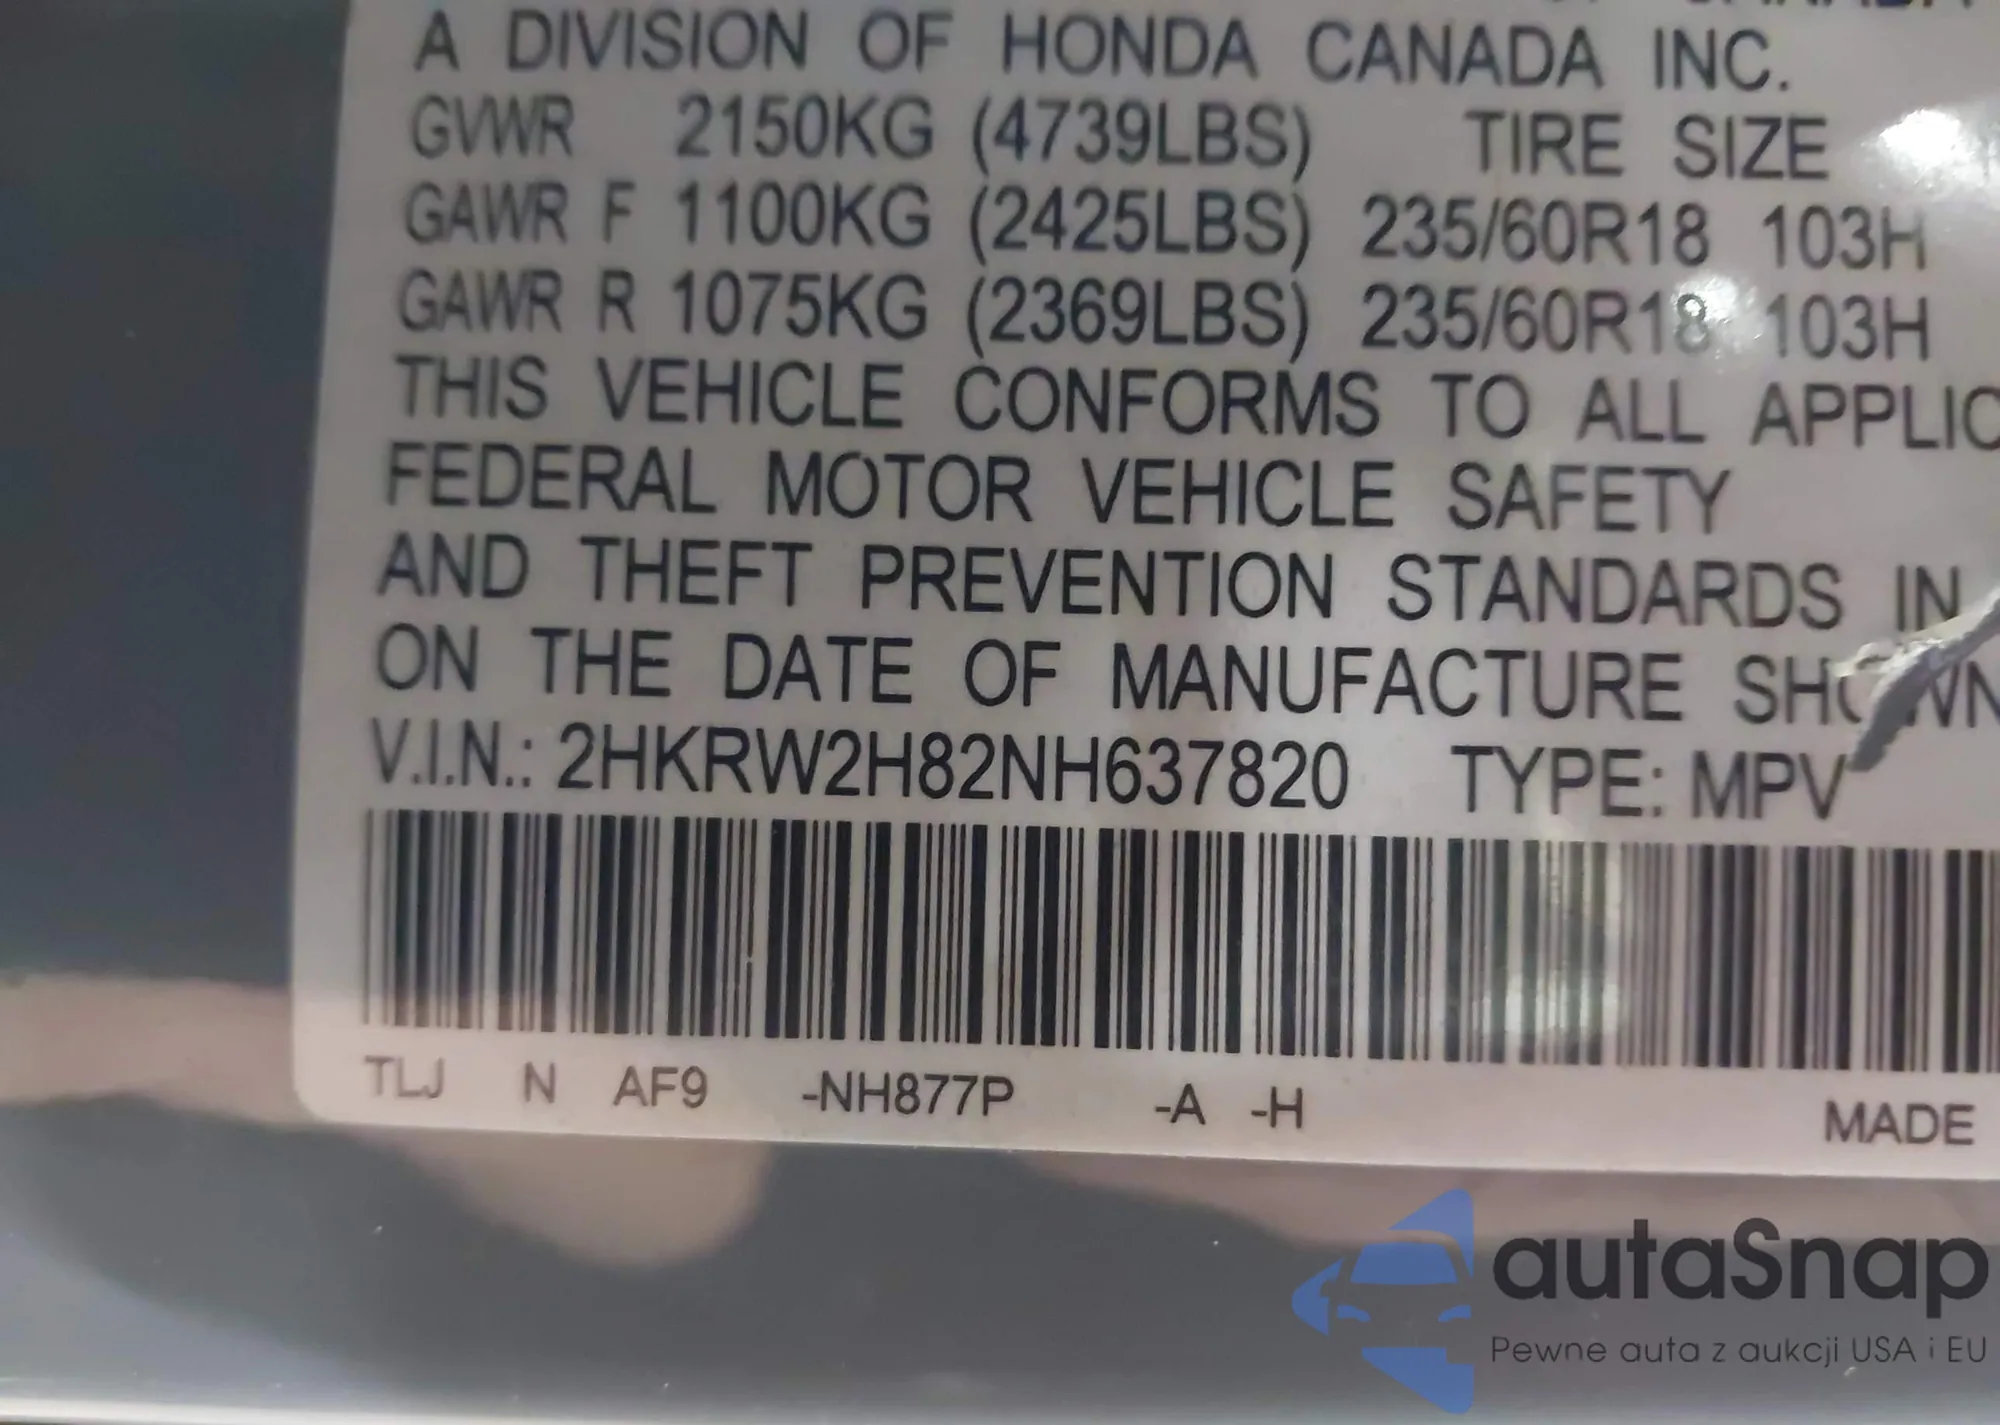 A DIVISION OF HONDA CANADA INC.
GVWR 2150KG (4739LBS) TIRE SIZE
GAWR F 1100KG (2425LBS) 235/60R18 103H
GAWR R 1075KG (2369LBS) 235/60R18 103H
THIS VEHICLE CONFORMS TO ALL APPLIC
FEDERAL MOTOR VEHICLE SAFETY
AND THEFT PREVENTION STANDARDS IN
ON THE DATE OF MANUFACTURE SHOWN
V.I.N.: 2HKRW2H82NH637820 TYPE: MPV
TLJ N AF9 -NH877P -A -H MADE
autaSnap
Pewne auta z aukcji USA i EU